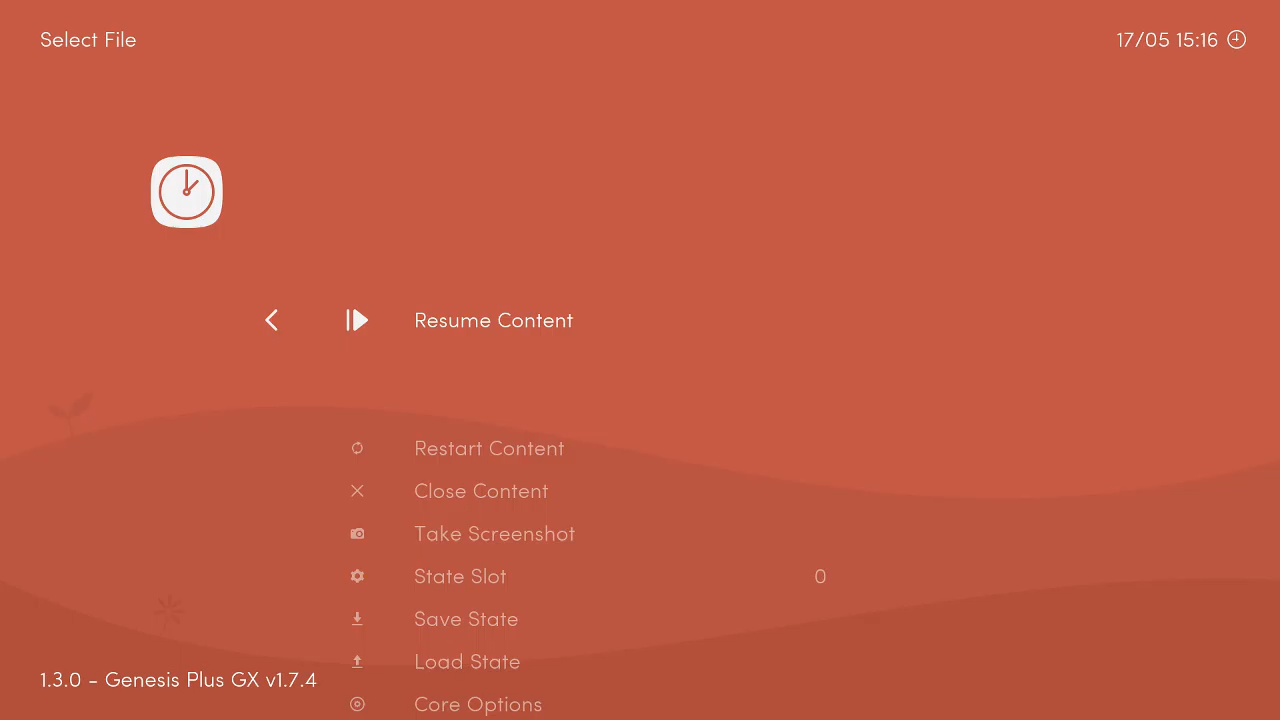 Select File
17/05 15:16
Resume Content
Restart Content
Close Content
Take Screenshot
State Slot 0
Save State
Load State
1.3.0 - Genesis Plus GX v1.7.4
Core Options